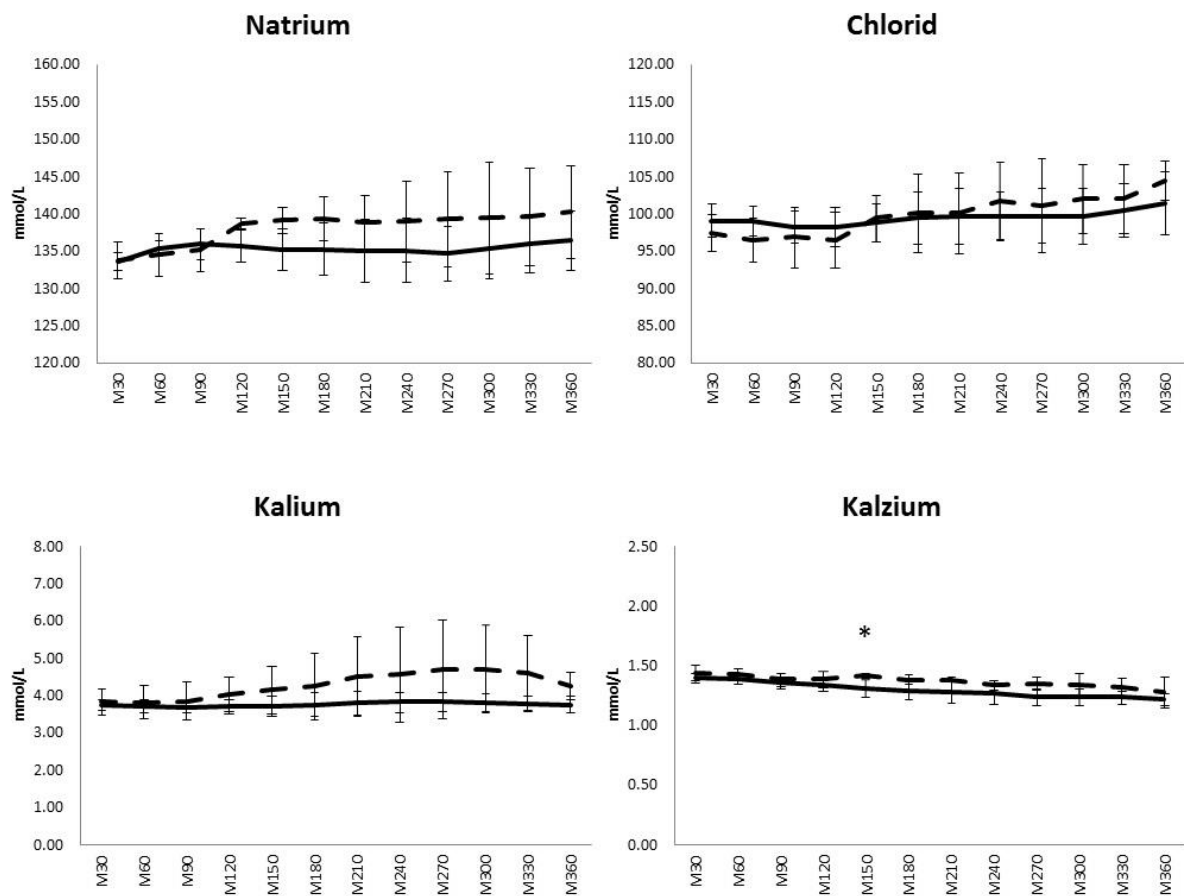 Natrium
160.00
155.00
150.00
145.00
140.00
135.00
130.00
125.00
120.00
mmol/L
M30
M60
M90
M120
M150
M180
M210
M240
M270
M300
M330
M360
Chlorid
120.00
115.00
110.00
105.00
100.00
95.00
90.00
85.00
80.00
mmol/L
M30
M60
M90
M120
M150
M180
M210
M240
M270
M300
M330
M360
Kalium
8.00
7.00
6.00
5.00
4.00
3.00
2.00
1.00
0.00
mmol/L
M30
M60
M90
M120
M150
M180
M210
M240
M270
M300
M330
M360
Kalzium
2.50
2.00
1.50
1.00
0.50
0.00
mmol/L
*
M30
M60
M90
M120
M150
M180
M210
M240
M270
M300
M330
M360